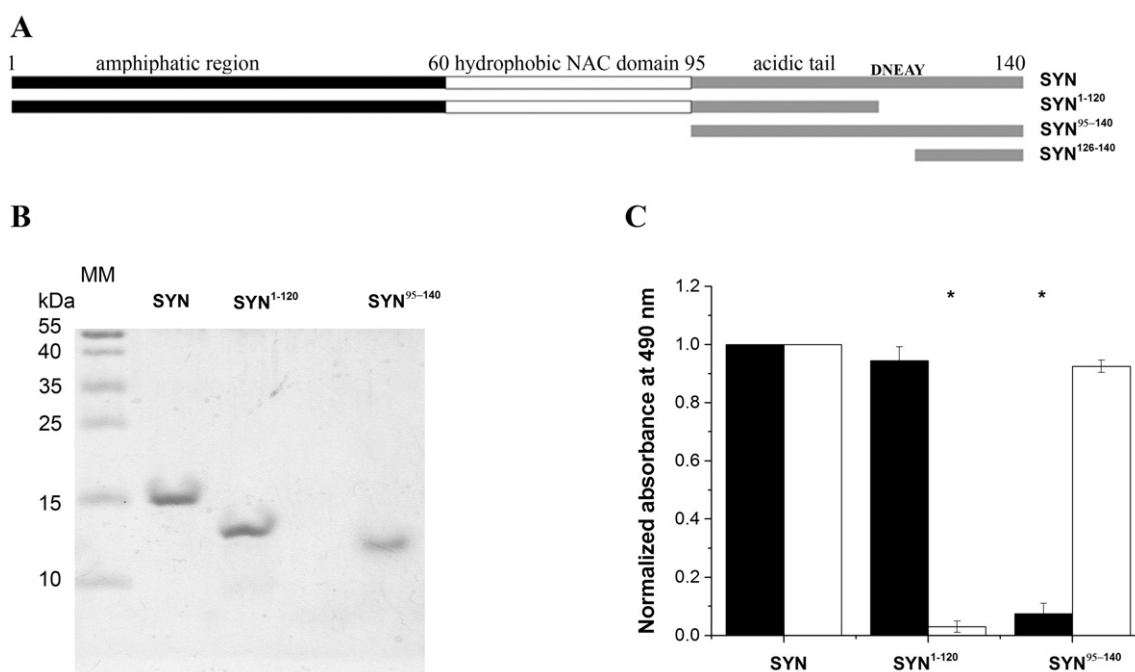 A
1 amphiphatic region 60 hydrophobic NAC domain 95 acidic tail DNEAY 140 SYN
SYN1-120
SYN95–140
SYN126-140
B
MM
kDa SYN SYN1-120 SYN95–140
55
40
35
25
15
10
C
Normalized absorbance at 490 nm
1.2
1.0
0.8
0.6
0.4
0.2
0.0
* *
SYN SYN1-120 SYN95–140